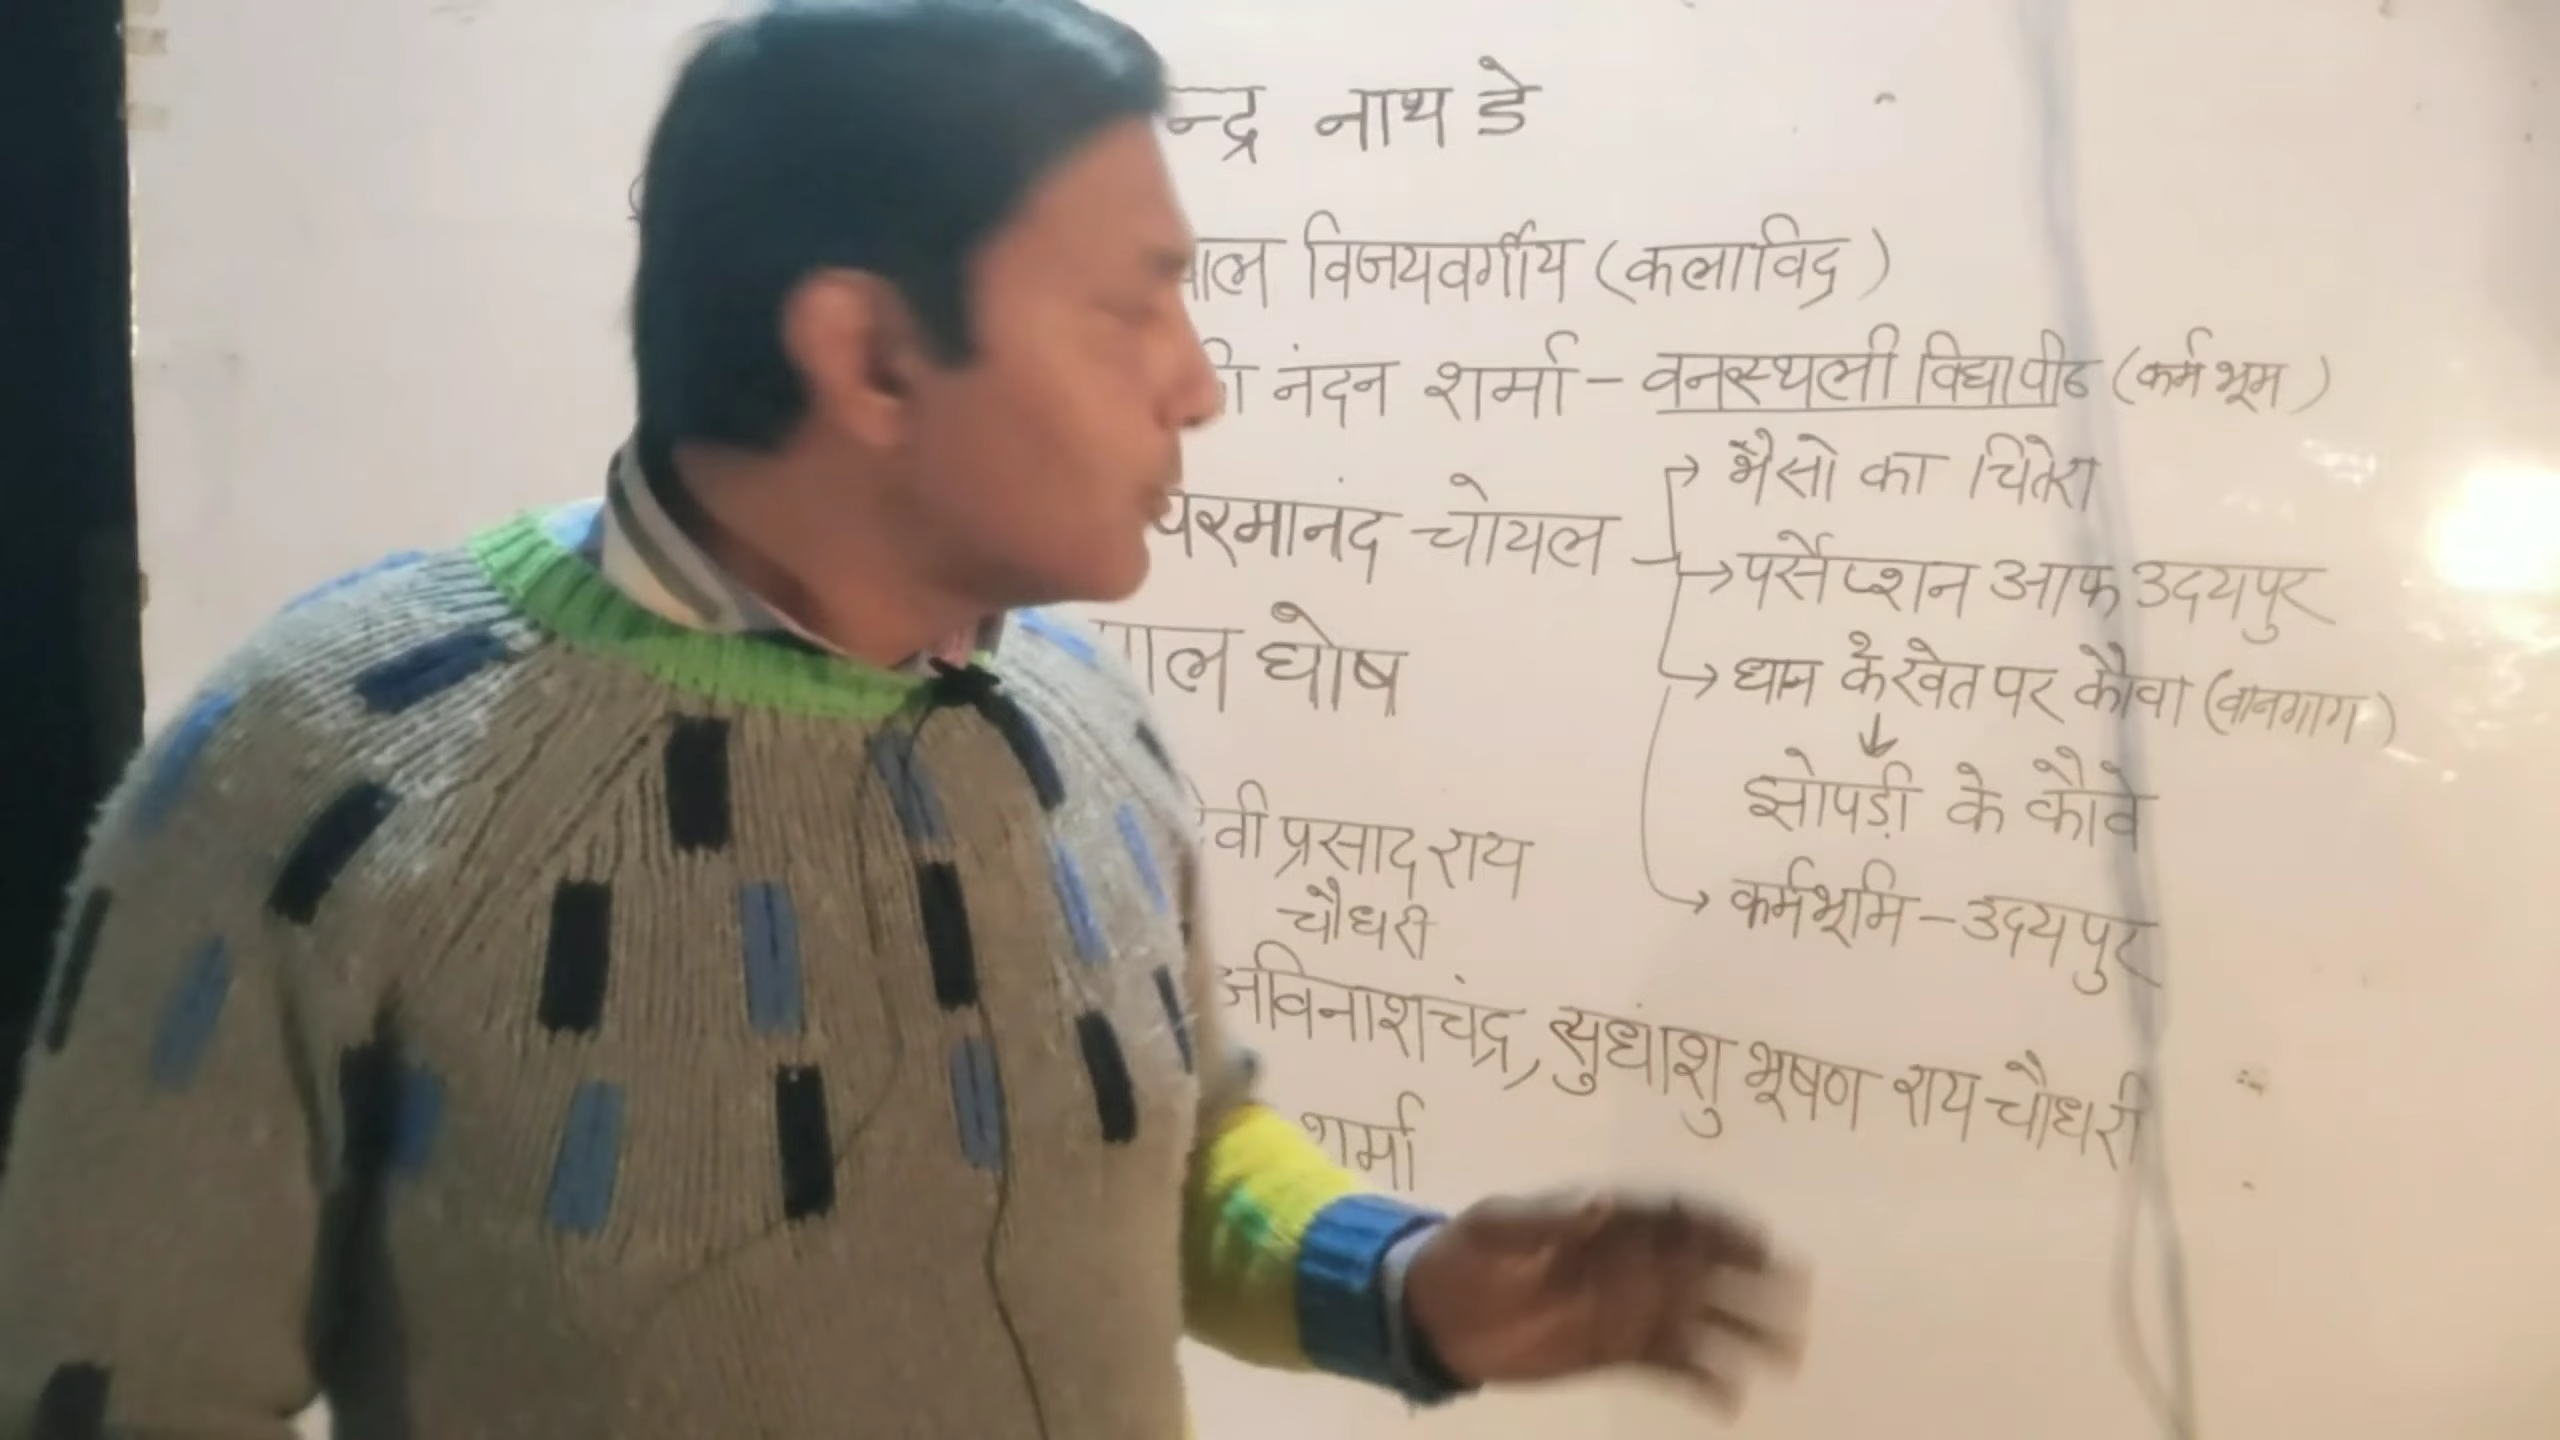 न्द्र नाथ डे
पाल विजयवर्गीय (कलाविद्र)
की नंदन शर्मा - वनस्थली विद्यापीठ (कर्म भूम)
परमानंद चोयल
→ भैसो का चितेरा
→ पर्सेप्शन आफ उदयपुर
→ धान के खेत पर कौवा (वानगाग)
झोपड़ी के कौवे
→ कर्मभूमि - उदयपुर
पाल घोष
देवी प्रसाद राय
चौधरी
अविनाशचंद्र, सुधांशु भूषण राय चौधरी
शर्मा